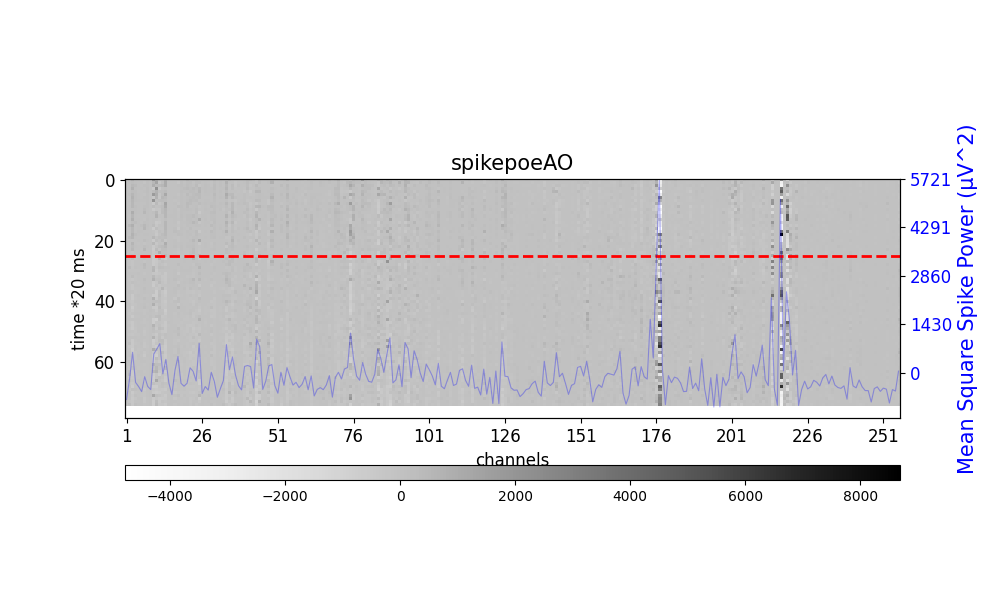 spikepoeAO
0
20
40
60
time *20 ms
5721
4291
2860
1430
0
Mean Square Spike Power (μV^2)
1 26 51 76 101 126 151 176 201 226 251
channels
−4000 −2000 0 2000 4000 6000 8000